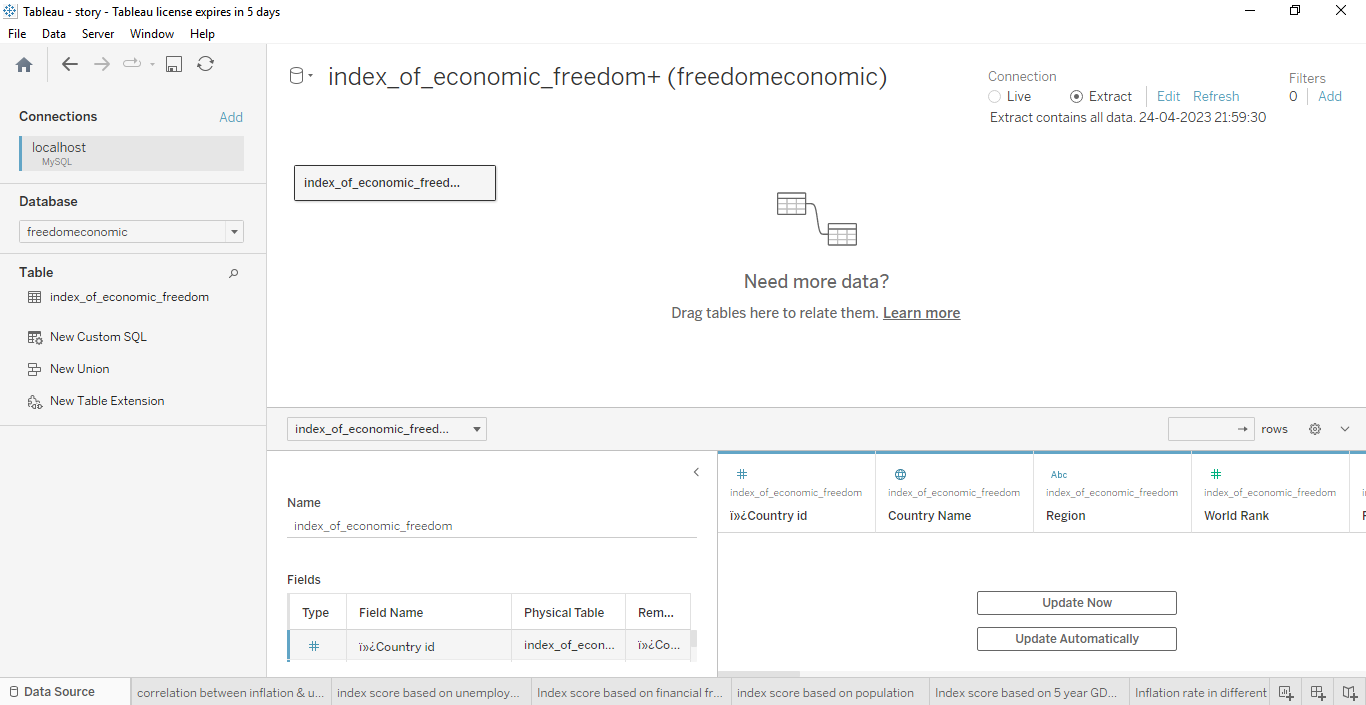 Tableau - story - Tableau license expires in 5 days
File Data Server Window Help
Connections Add
localhost
MySQL
Database
freedomeconomic
Table
index_of_economic_freedom
New Custom SQL
New Union
New Table Extension
index_of_economic_freedom+ (freedomeconomic)
Connection
Live Extract Edit Refresh
Extract contains all data. 24-04-2023 21:59:30
Filters
0 Add
index_of_economic_freed...
Need more data?
Drag tables here to relate them. Learn more
index_of_economic_freed...
rows
Name
index_of_economic_freedom
Fields
Type Field Name Physical Table Rem...
# ï»¿Country id index_of_econ... ï»¿Co...
# Abc #
index_of_economic_freedom index_of_economic_freedom index_of_economic_freedom index_of_economic_freedom
ï»¿Country id Country Name Region World Rank
Update Now
Update Automatically
Data Source correlation between inflation & u... index score based on unemploy... Index score based on financial fr... index score based on population Index score based on 5 year GD... Inflation rate in different